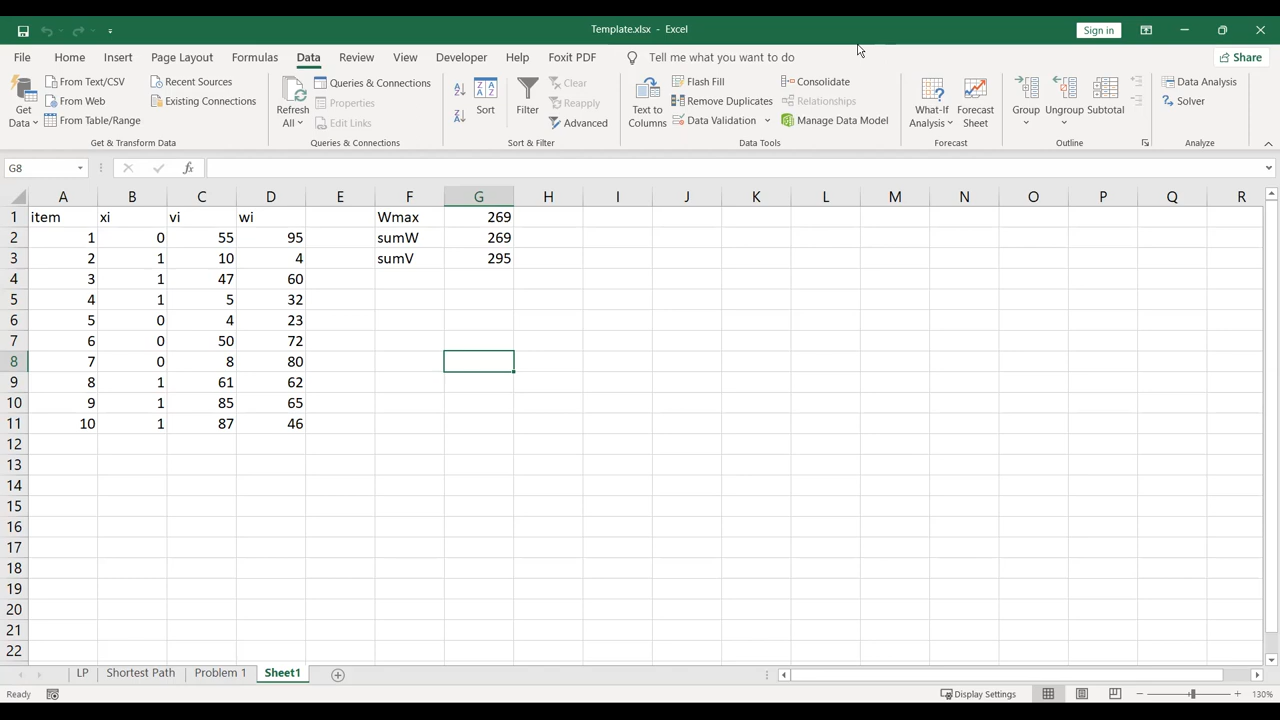 Template.xlsx - Excel
Sign in
File Home Insert Page Layout Formulas Data Review View Developer Help Foxit PDF Tell me what you want to do Share
Get Data
From Text/CSV
From Web
From Table/Range
Recent Sources
Existing Connections
Get & Transform Data
Refresh All
Queries & Connections
Properties
Edit Links
Queries & Connections
Sort
Filter
Clear
Reapply
Advanced
Sort & Filter
Text to Columns
Flash Fill
Remove Duplicates
Data Validation
Consolidate
Relationships
Manage Data Model
Data Tools
What-If Analysis
Forecast Sheet
Forecast
Group
Ungroup
Subtotal
Outline
Data Analysis
Solver
Analyze
G8 fx
A B C D E F G H I J K L M N O P Q R
1 item xi vi wi Wmax 269
2 1 0 55 95 sumW 269
3 2 1 10 4 sumV 295
4 3 1 47 60
5 4 1 5 32
6 5 0 4 23
7 6 0 50 72
8 7 0 8 80
9 8 1 61 62
10 9 1 85 65
11 10 1 87 46
12
13
14
15
16
17
18
19
20
21
22
LP Shortest Path Problem 1 Sheet1
Ready Display Settings 130%